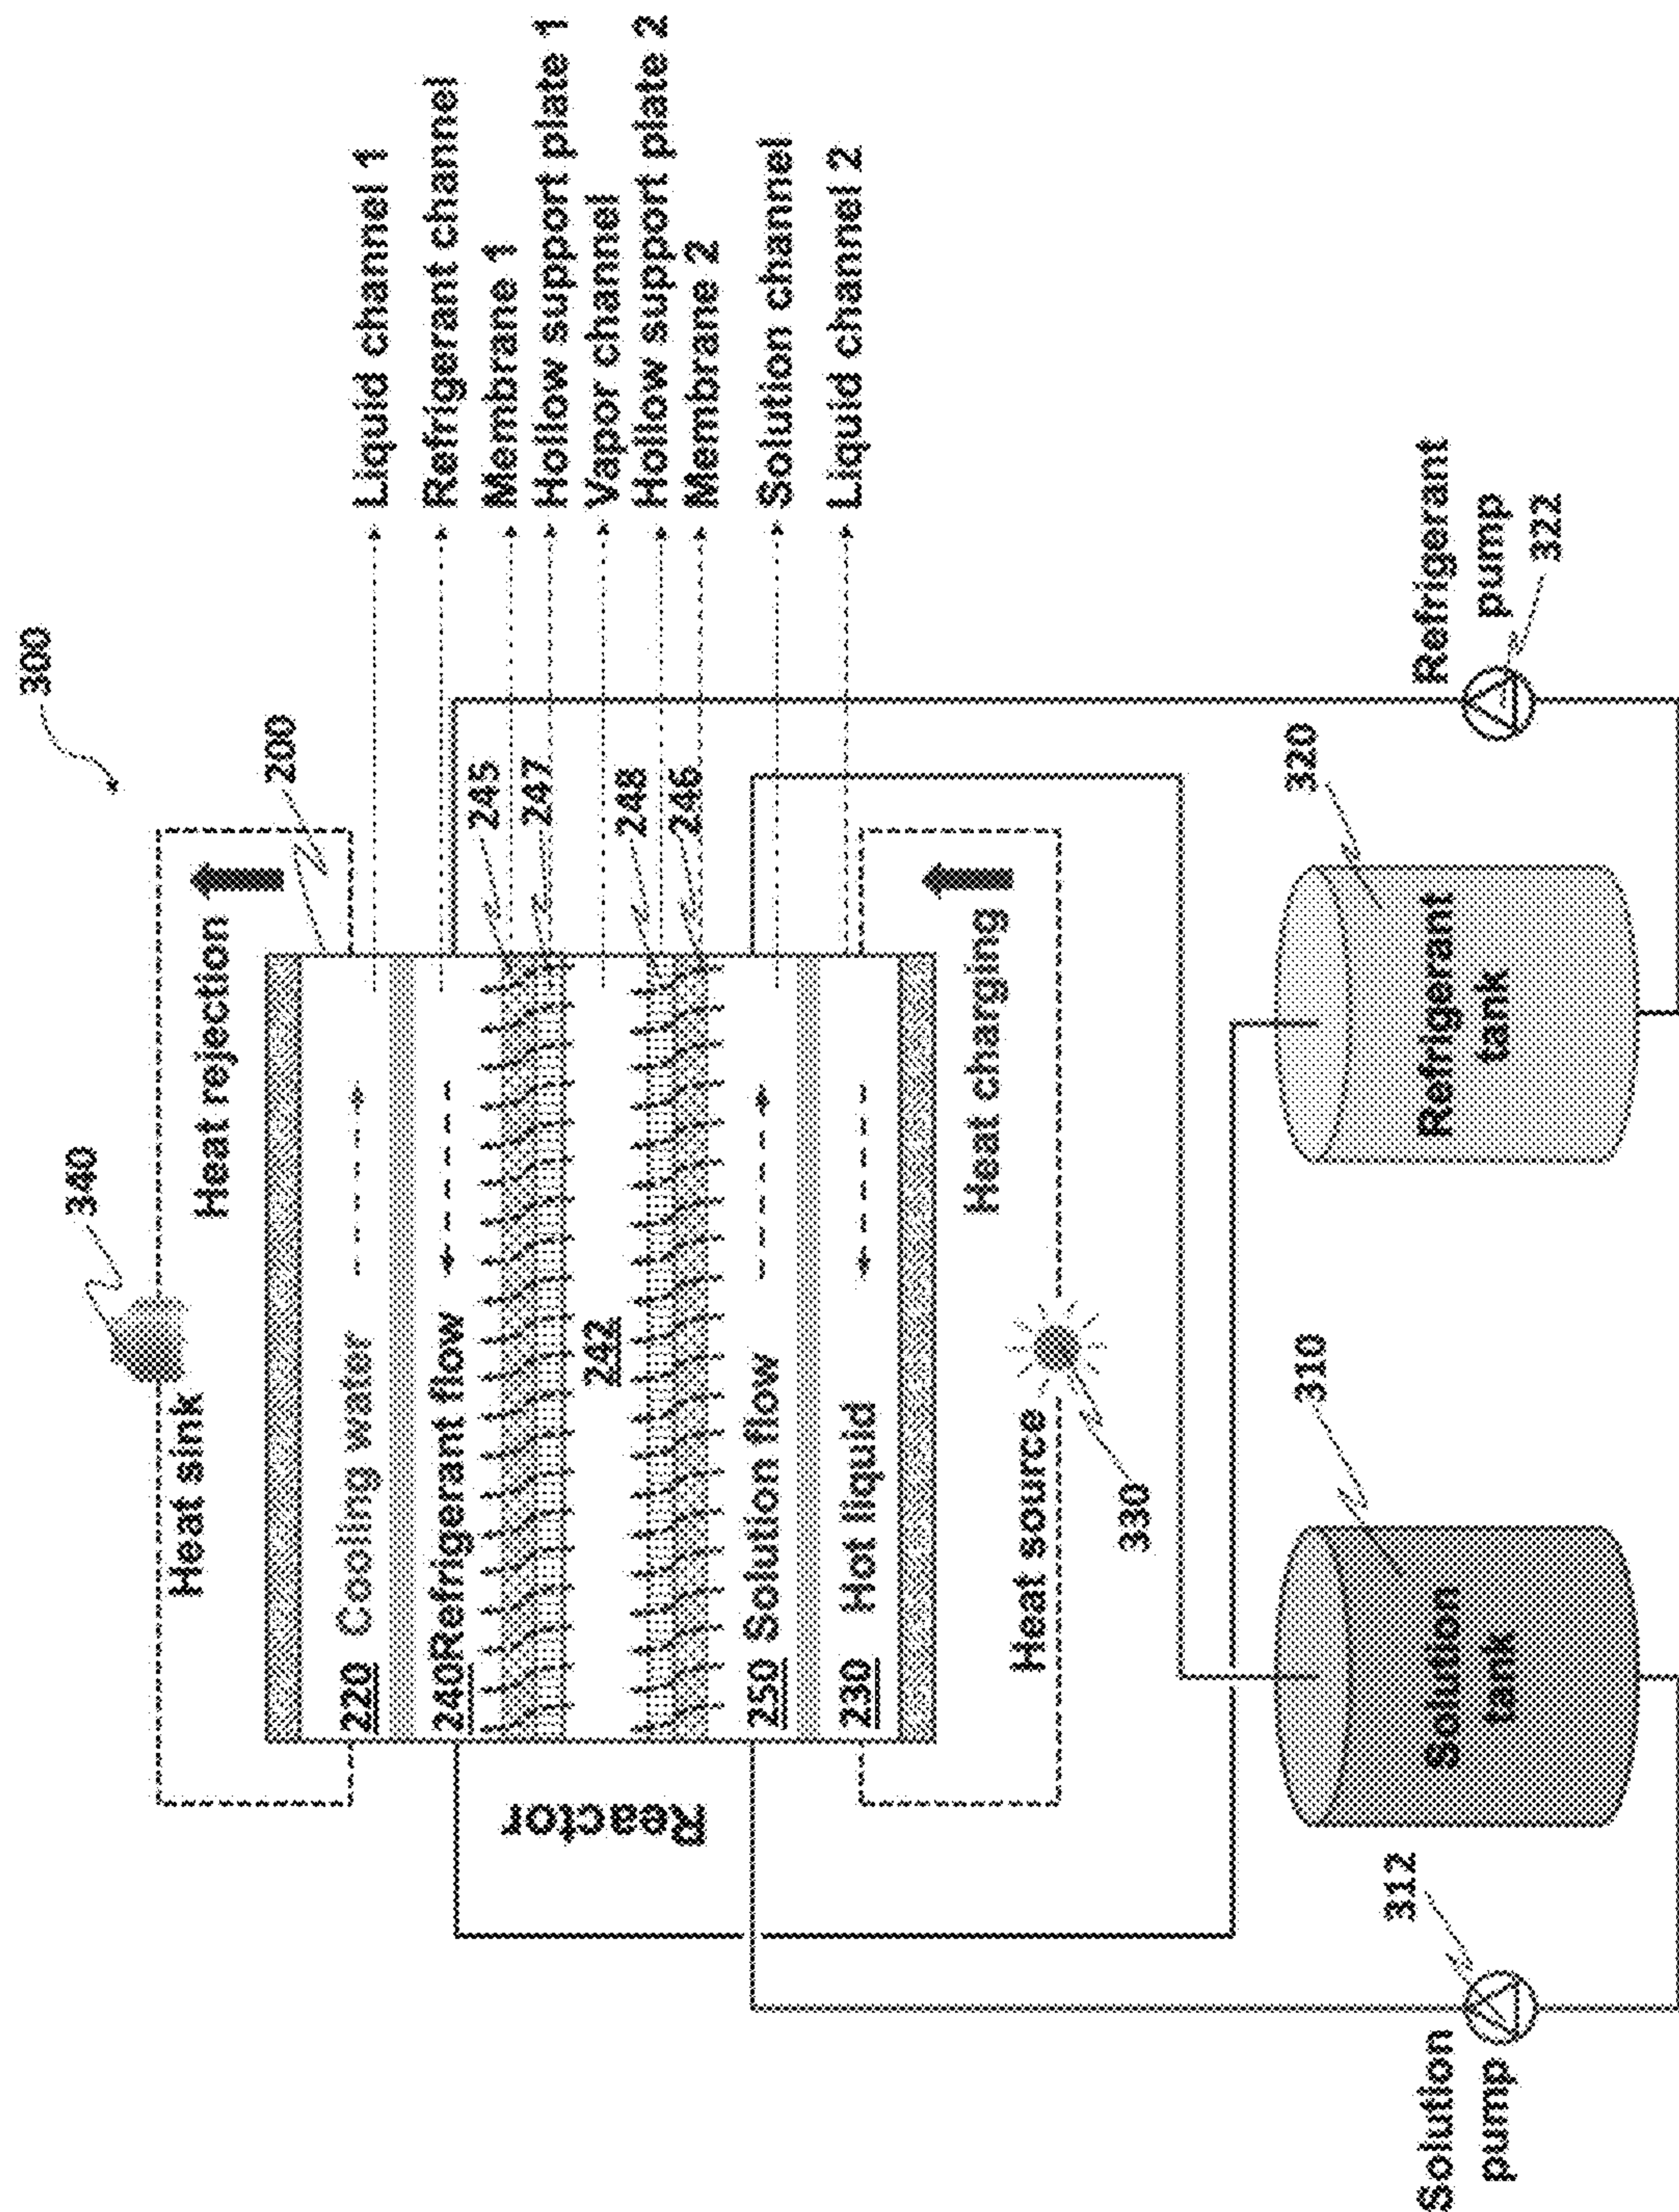 300
200
340
Heat sink
Heat rejection
Liquid channel 1
Refrigerant channel
Membrane 1
Hollow support plate 1
Vapor channel
Hollow support plate 2
Membrane 2
Solution channel
Liquid channel 2
245
247
248
246
220 Cooling water
240Refrigerant flow
242
250 Solution flow
230 Hot liquid
Reactor
Heat source
Heat charging
330
310
320
Solution
tank
Refrigerant
tank
312
Solution
pump
Refrigerant
pump
322